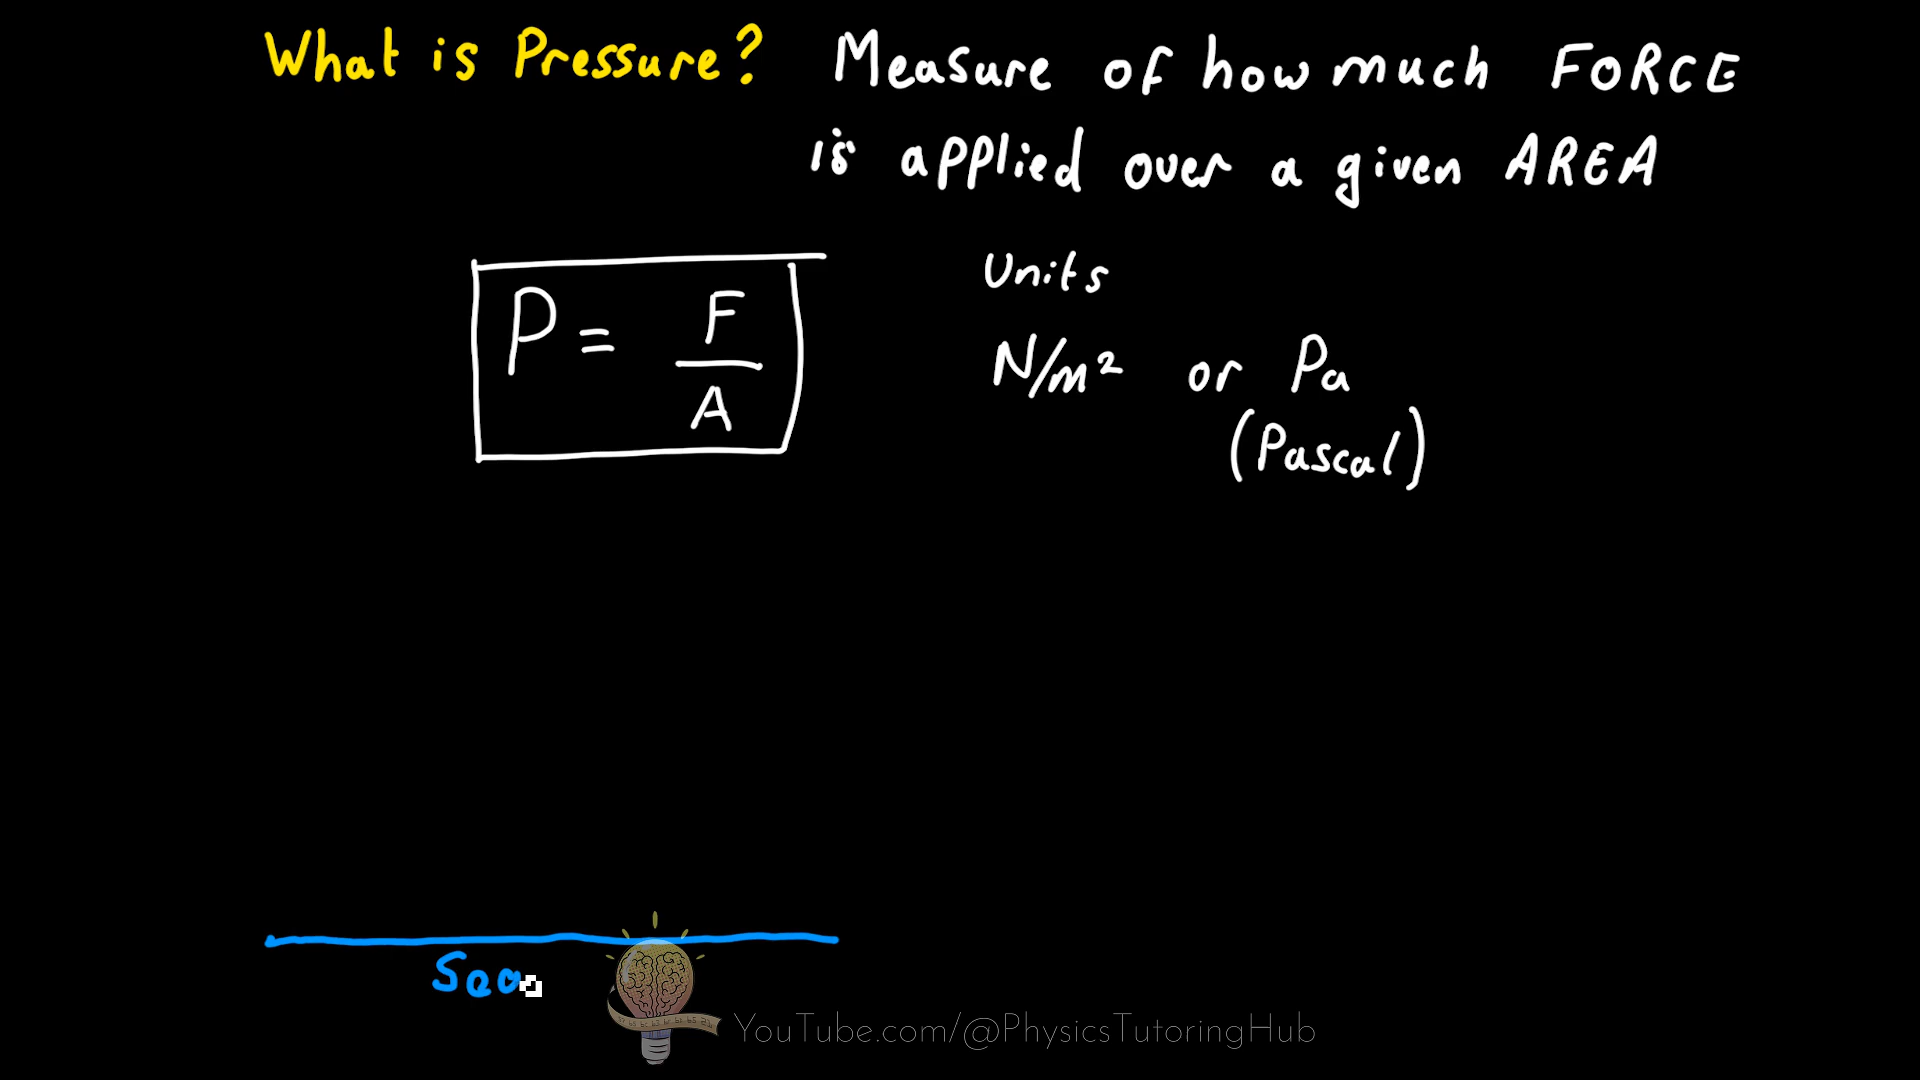 What is Pressure? Measure of how much FORCE
is applied over a given AREA
P = F/A
Units
N/m² or Pa
(Pascal)
YouTube.com/@PhysicsTutoringHub